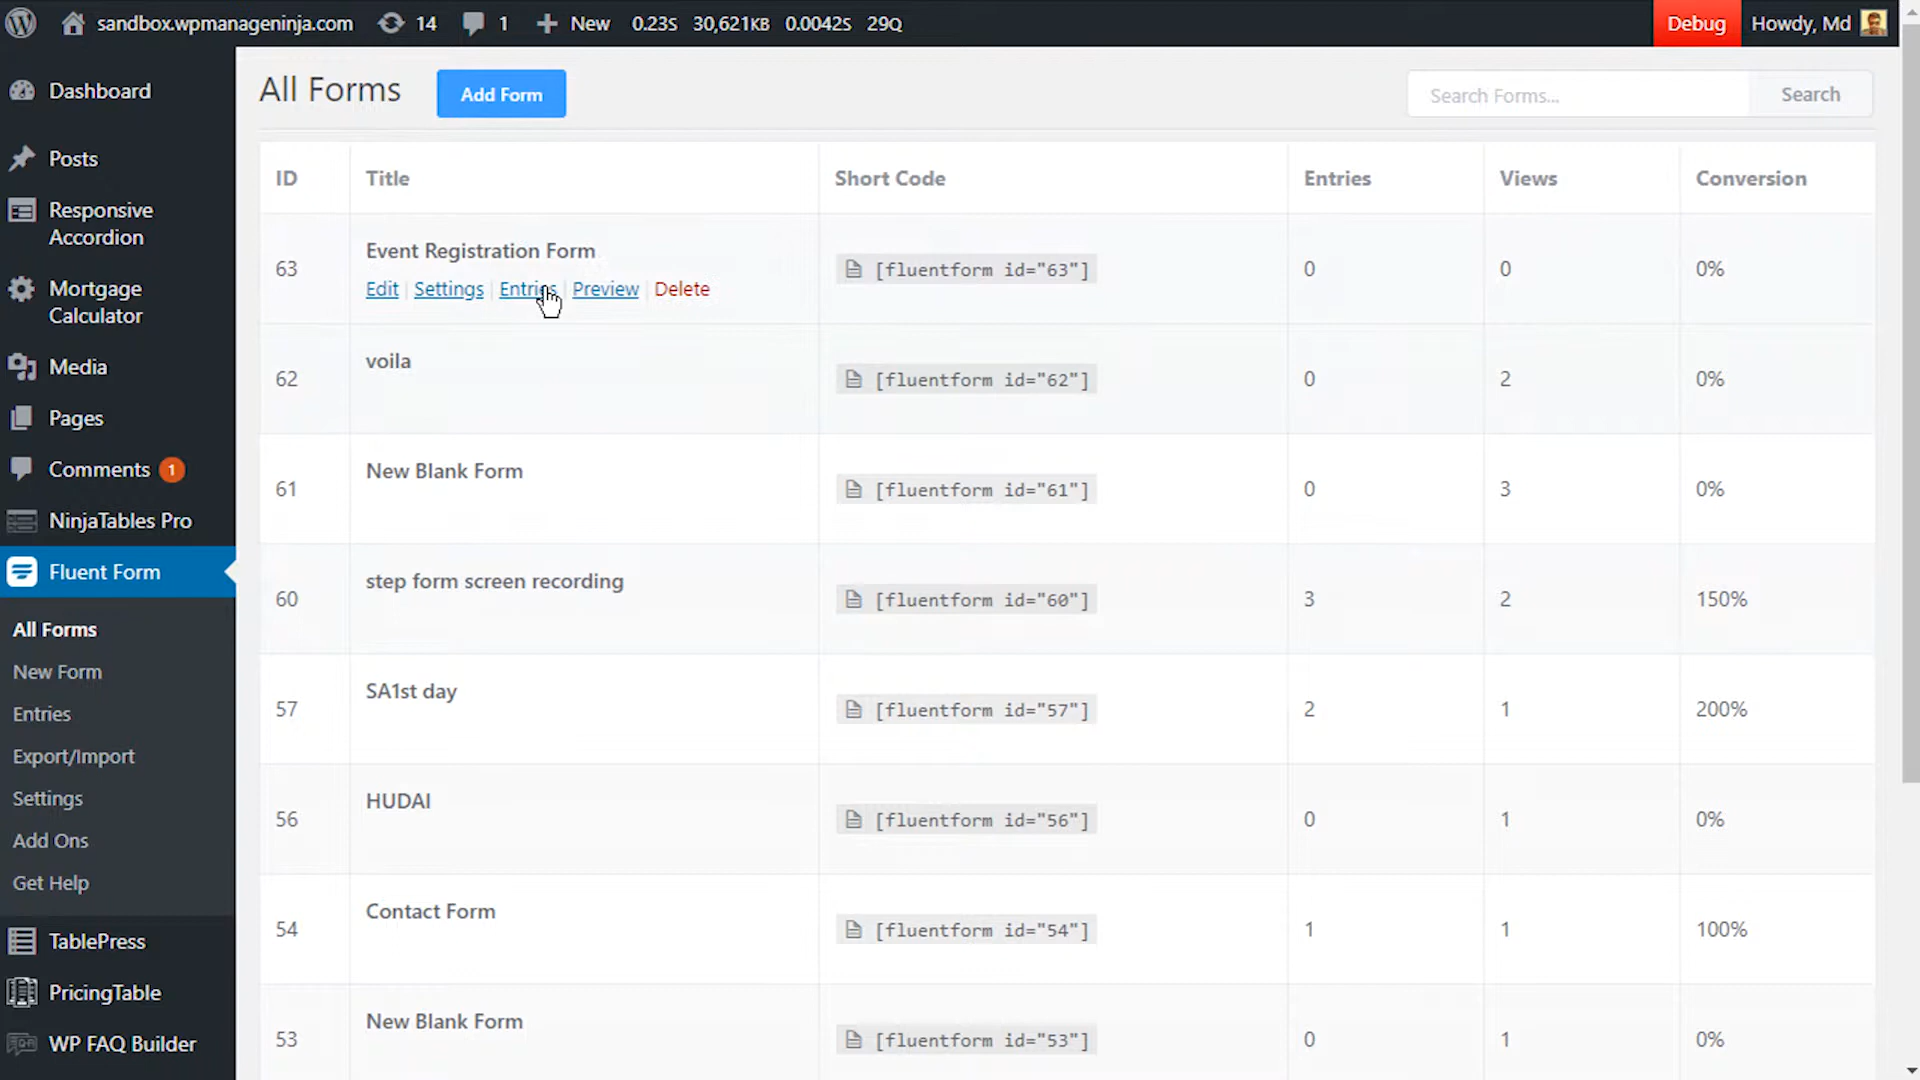 sandbox.wpmanageninja.com 14 1 New 0.23S 30,621KB 0.0042S 29Q Debug Howdy, Md
Dashboard
Posts
Responsive
Accordion
Mortgage
Calculator
Media
Pages
Comments 1
NinjaTables Pro
Fluent Form
All Forms
New Form
Entries
Export/Import
Settings
Add Ons
Get Help
TablePress
PricingTable
WP FAQ Builder
All Forms Add Form Search Forms... Search
ID Title Short Code Entries Views Conversion
63 Event Registration Form [fluentform id="63"] 0 0 0%
Edit | Settings | Entries | Preview | Delete
62 voila [fluentform id="62"] 0 2 0%
61 New Blank Form [fluentform id="61"] 0 3 0%
60 step form screen recording [fluentform id="60"] 3 2 150%
57 SA1st day [fluentform id="57"] 2 1 200%
56 HUDAI [fluentform id="56"] 0 1 0%
54 Contact Form [fluentform id="54"] 1 1 100%
53 New Blank Form [fluentform id="53"] 0 1 0%